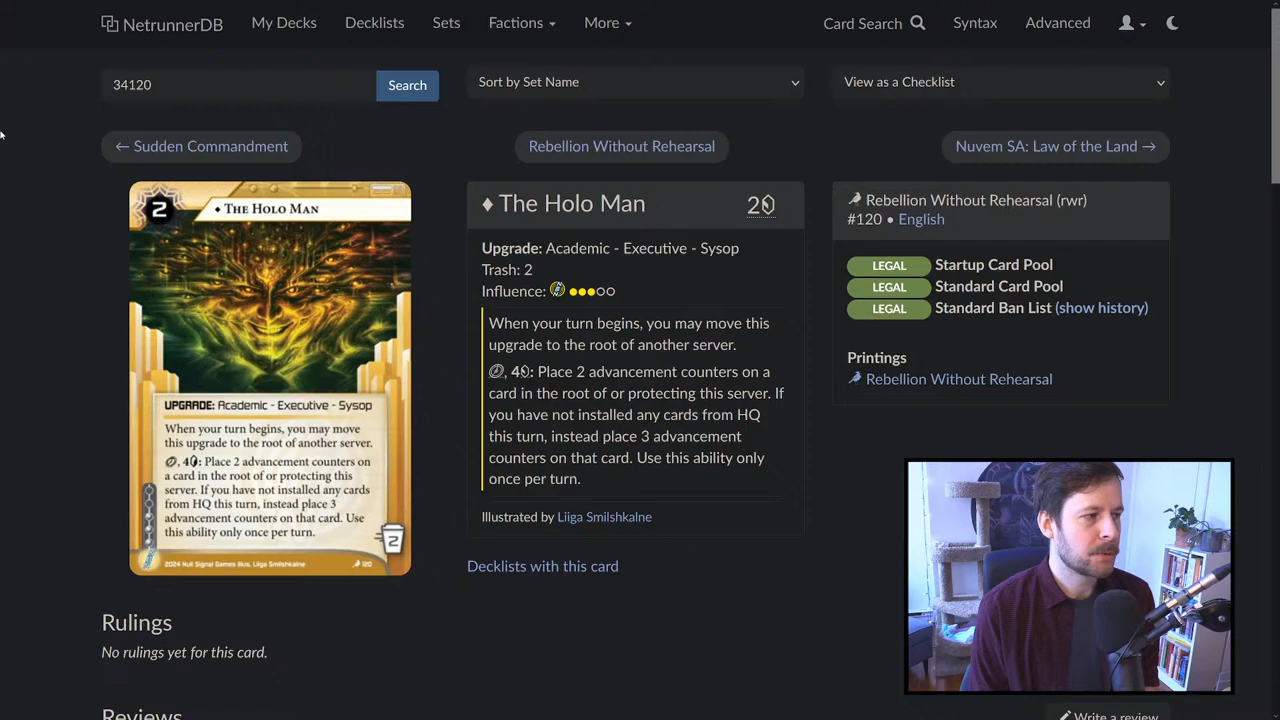 NetrunnerDB My Decks Decklists Sets Factions More Card Search Syntax Advanced
34120 Search Sort by Set Name View as a Checklist
← Sudden Commandment Rebellion Without Rehearsal Nuvem SA: Law of the Land →
2
♦ The Holo Man
UPGRADE: Academic - Executive - Sysop
When your turn begins, you may move
this upgrade to the root of another server.
, 4: Place 2 advancement counters on
a card in the root of or protecting this
server. If you have not installed any cards
from HQ this turn, instead place 3
advancement counters on that card. Use
this ability only once per turn.
2
2024 Null Signal Games Illus. Liiga Smilshkalne
120
♦ The Holo Man 2
Upgrade: Academic - Executive - Sysop
Trash: 2
Influence: ●●●○○
When your turn begins, you may move this
upgrade to the root of another server.
, 4: Place 2 advancement counters on a
card in the root of or protecting this server. If
you have not installed any cards from HQ
this turn, instead place 3 advancement
counters on that card. Use this ability only
once per turn.
Illustrated by Liiga Smilshkalne
Decklists with this card
Rebellion Without Rehearsal (rwr)
#120 • English
LEGAL Startup Card Pool
LEGAL Standard Card Pool
LEGAL Standard Ban List (show history)
Printings
Rebellion Without Rehearsal
Rulings
No rulings yet for this card.
Reviews
Write a review